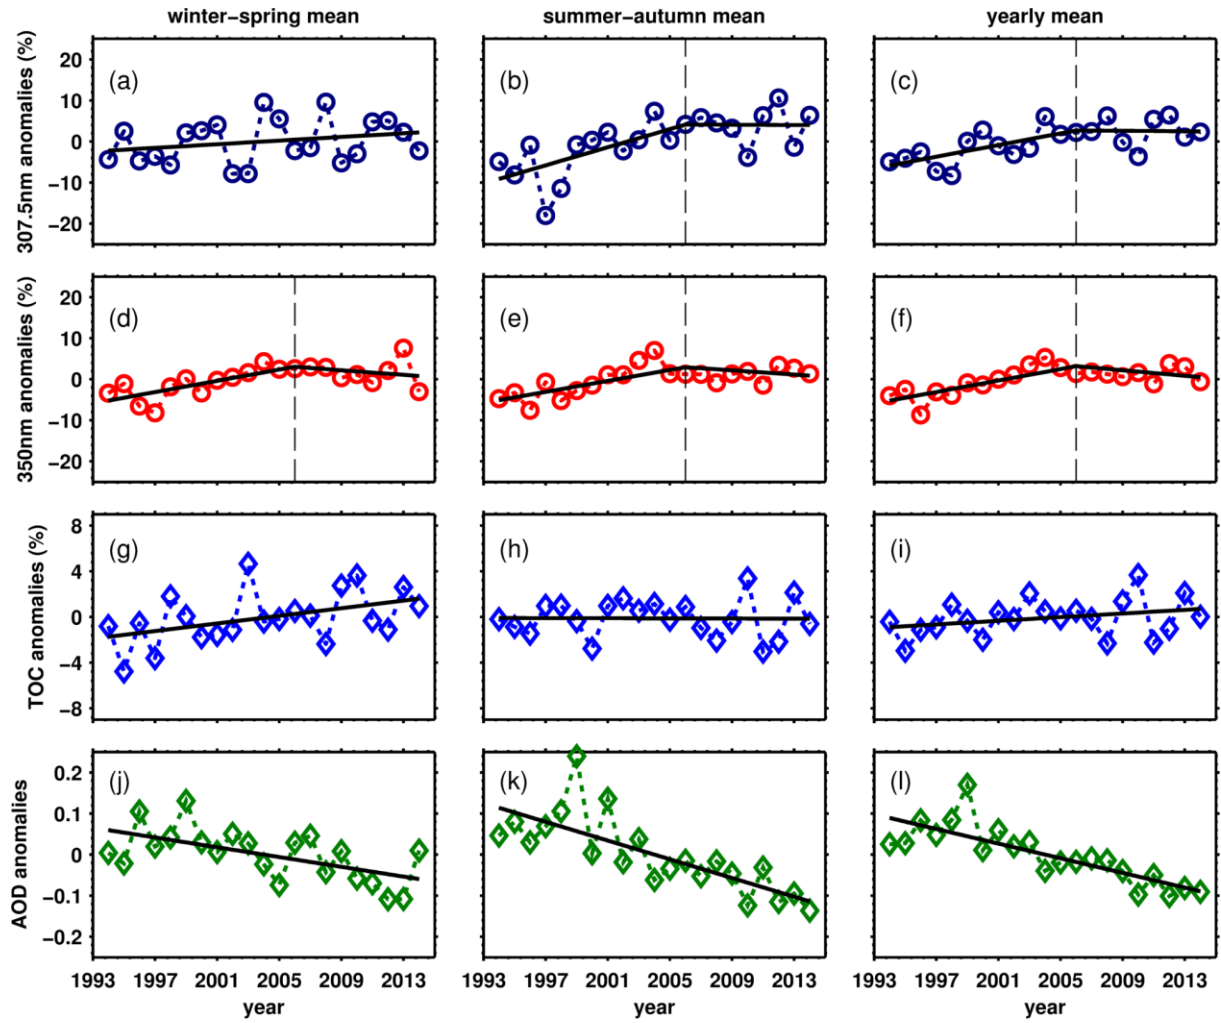 winter−spring mean
summer−autumn mean
yearly mean
307.5nm anomalies (%)
20
10
0
−10
−20
(a)
(b)
(c)
350nm anomalies (%)
20
10
0
−10
−20
(d)
(e)
(f)
TOC anomalies (%)
8
4
0
−4
−8
(g)
(h)
(i)
AOD anomalies
0.2
0.1
0
−0.1
−0.2
(j)
(k)
(l)
1993 1997 2001 2005 2009 2013
1993 1997 2001 2005 2009 2013
1993 1997 2001 2005 2009 2013
year
year
year